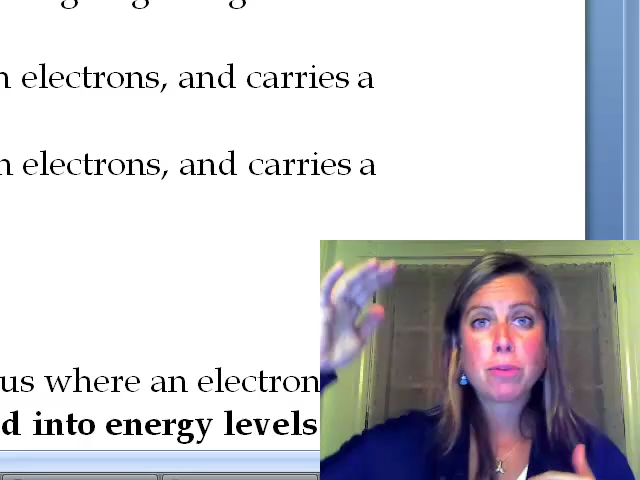 n electrons, and carries a
n electrons, and carries a
us where an electron
d into energy levels